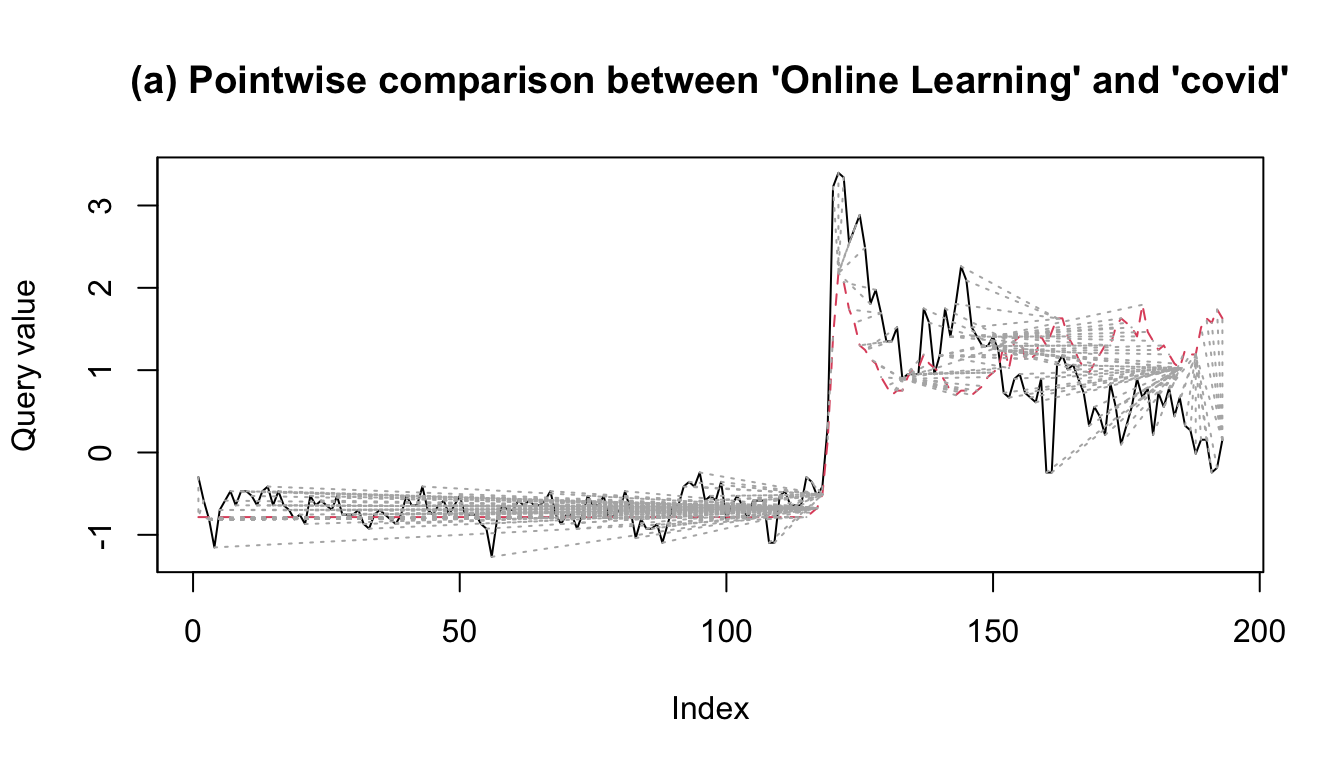 (a) Pointwise comparison between 'Online Learning' and 'covid'
Query value
3
2
1
0
-1
0 50 100 150 200
Index